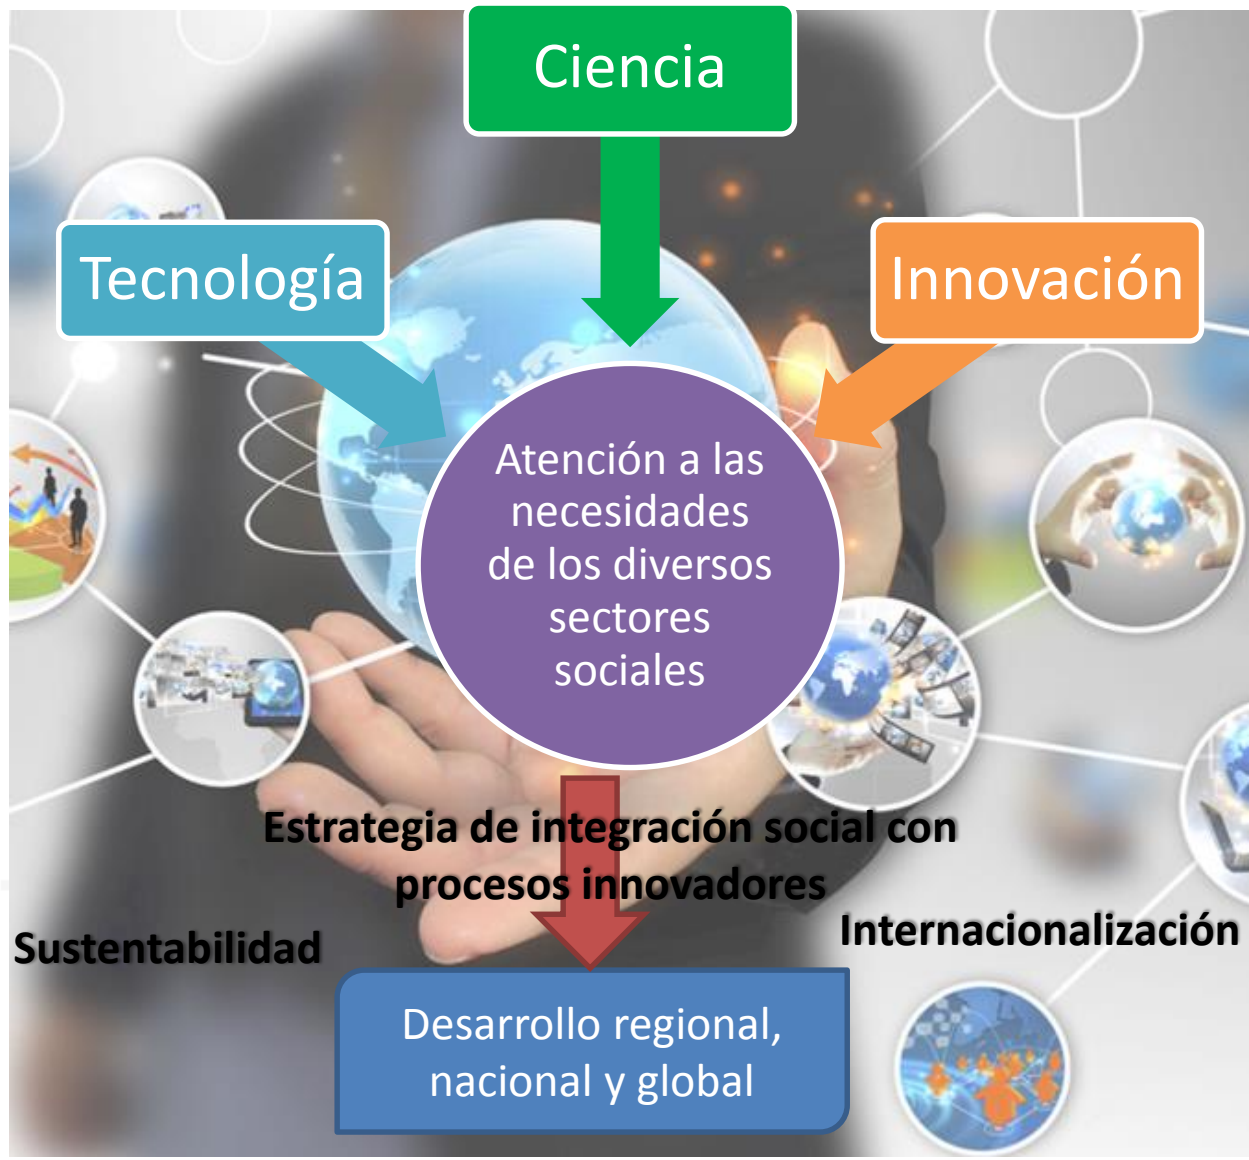 Ciencia
Tecnología
Innovación
Atención a las
necesidades
de los diversos
sectores
sociales
Estrategia de integración social con
procesos innovadores
Sustentabilidad
Internacionalización
Desarrollo regional,
nacional y global